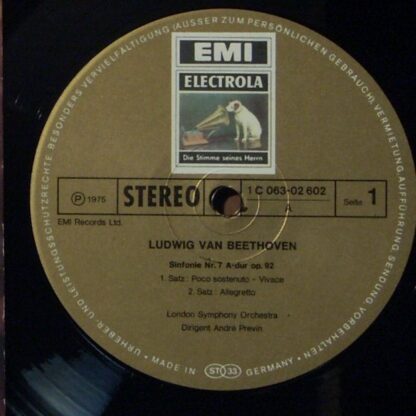 EMI
ELECTROLA
Die Stimme seines Herrn
℗ 1975
STEREO
1 C 063-02 602
A
Seite 1
EMI Records Ltd.
LUDWIG VAN BEETHOVEN
Sinfonie Nr. 7 A-dur op. 92
1. Satz: Poco sostenuto - Vivace
2. Satz: Allegretto
London Symphony Orchestra
Dirigent André Previn
URHEBER- UND LEISTUNGSSCHUTZRECHTE, BESONDERS VERVIELFÄLTIGUNG (AUSSER ZUM PERSÖNLICHEN GEBRAUCH), VERMIETUNG, AUFFÜHRUNG, SENDUNG VORBEHALTEN
• MADE IN ST 33 GERMANY •